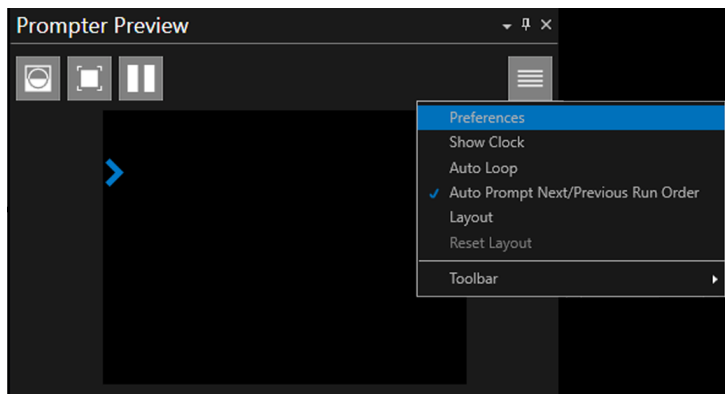 Prompter Preview
Preferences
Show Clock
Auto Loop
Auto Prompt Next/Previous Run Order
Layout
Reset Layout
Toolbar